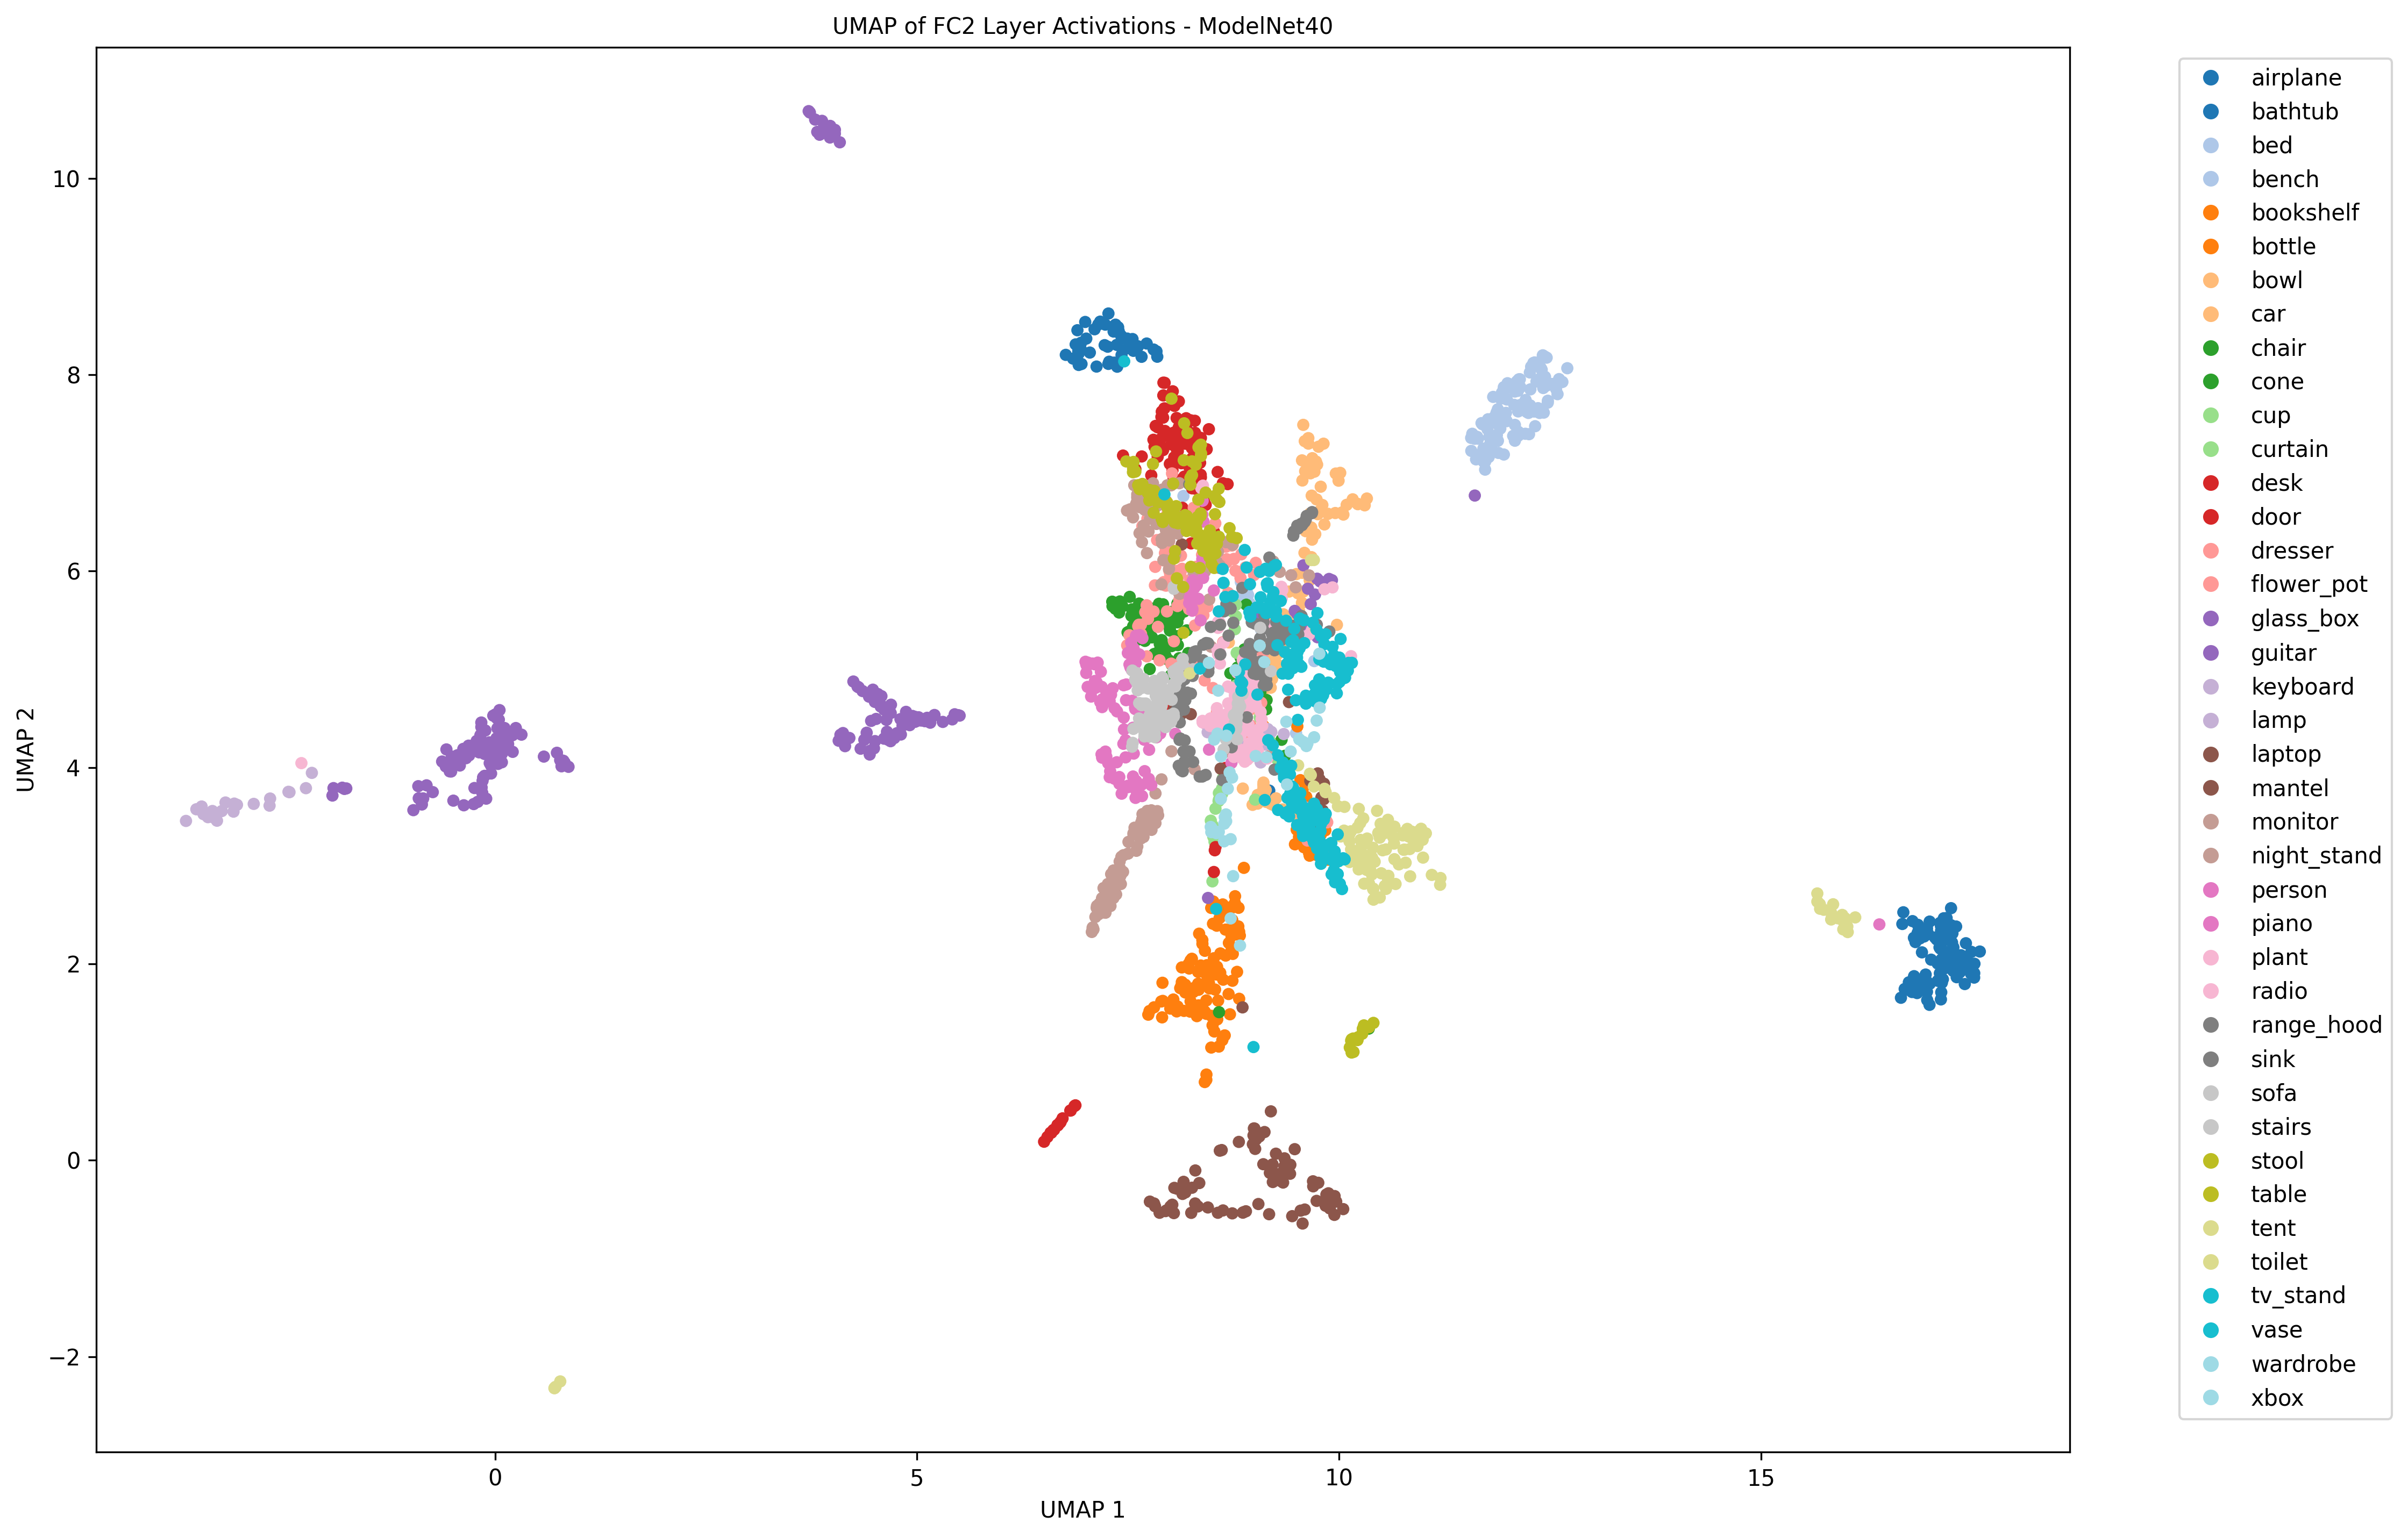 UMAP of FC2 Layer Activations - ModelNet40
10
8
6
4
2
0
−2
UMAP 2
0
5
10
15
UMAP 1
airplane
bathtub
bed
bench
bookshelf
bottle
bowl
car
chair
cone
cup
curtain
desk
door
dresser
flower_pot
glass_box
guitar
keyboard
lamp
laptop
mantel
monitor
night_stand
person
piano
plant
radio
range_hood
sink
sofa
stairs
stool
table
tent
toilet
tv_stand
vase
wardrobe
xbox